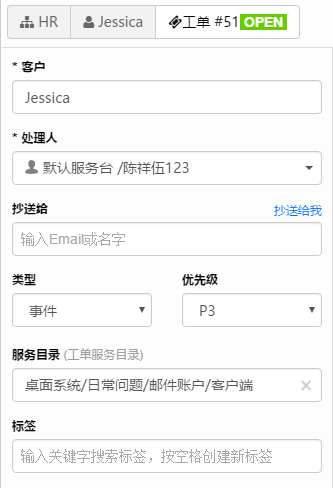 HR Jessica 工单 #51 OPEN
* 客户
Jessica
* 处理人
默认服务台 /陈祥伍123
抄送给 抄送给我
输入Email或名字
类型 优先级
事件 P3
服务目录 (工单服务目录)
桌面系统/日常问题/邮件账户/客户端
标签
输入关键字搜索标签，按空格创建新标签